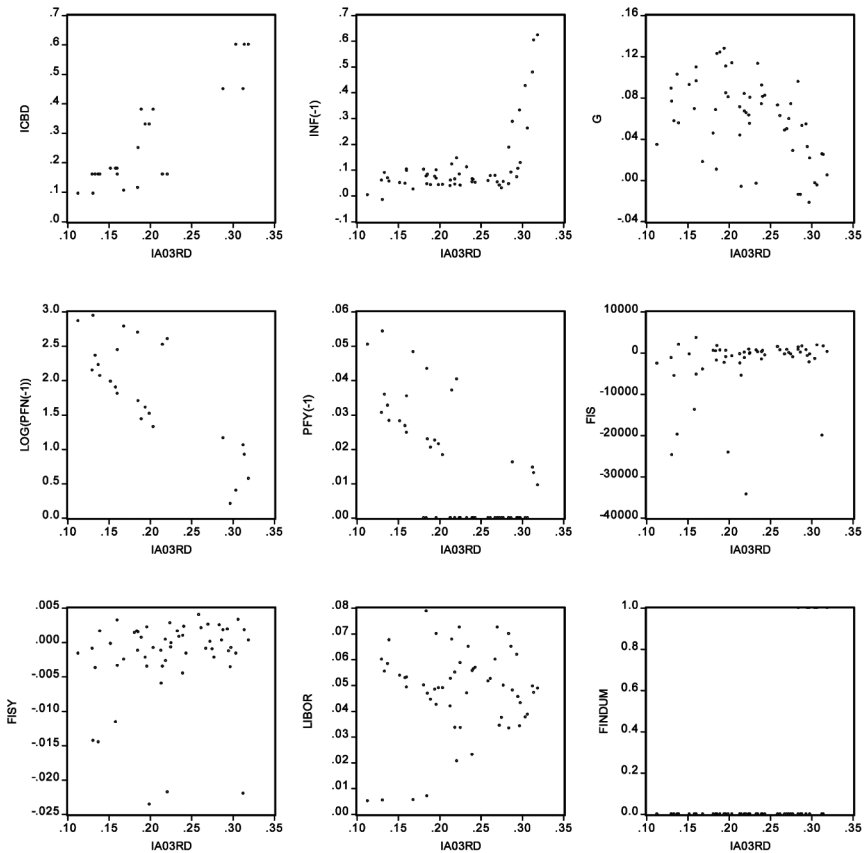 .7
.6
.5
.4
.3
.2
.1
.0
ICBD
.10 .15 .20 .25 .30 .35
IA03RD
.7
.6
.5
.4
.3
.2
.1
.0
-.1
INF(-1)
.10 .15 .20 .25 .30 .35
IA03RD
.16
.12
.08
.04
.00
-.04
G
.10 .15 .20 .25 .30 .35
IA03RD
3.0
2.5
2.0
1.5
1.0
0.5
0.0
LOG(PFN(-1))
.10 .15 .20 .25 .30 .35
IA03RD
.06
.05
.04
.03
.02
.01
.00
PFY(-1)
.10 .15 .20 .25 .30 .35
IA03RD
10000
0
-10000
-20000
-30000
-40000
FIS
.10 .15 .20 .25 .30 .35
IA03RD
.005
.000
-.005
-.010
-.015
-.020
-.025
FISY
.10 .15 .20 .25 .30 .35
IA03RD
.08
.07
.06
.05
.04
.03
.02
.01
.00
LIBOR
.10 .15 .20 .25 .30 .35
IA03RD
1.0
0.8
0.6
0.4
0.2
0.0
FINDUM
.10 .15 .20 .25 .30 .35
IA03RD